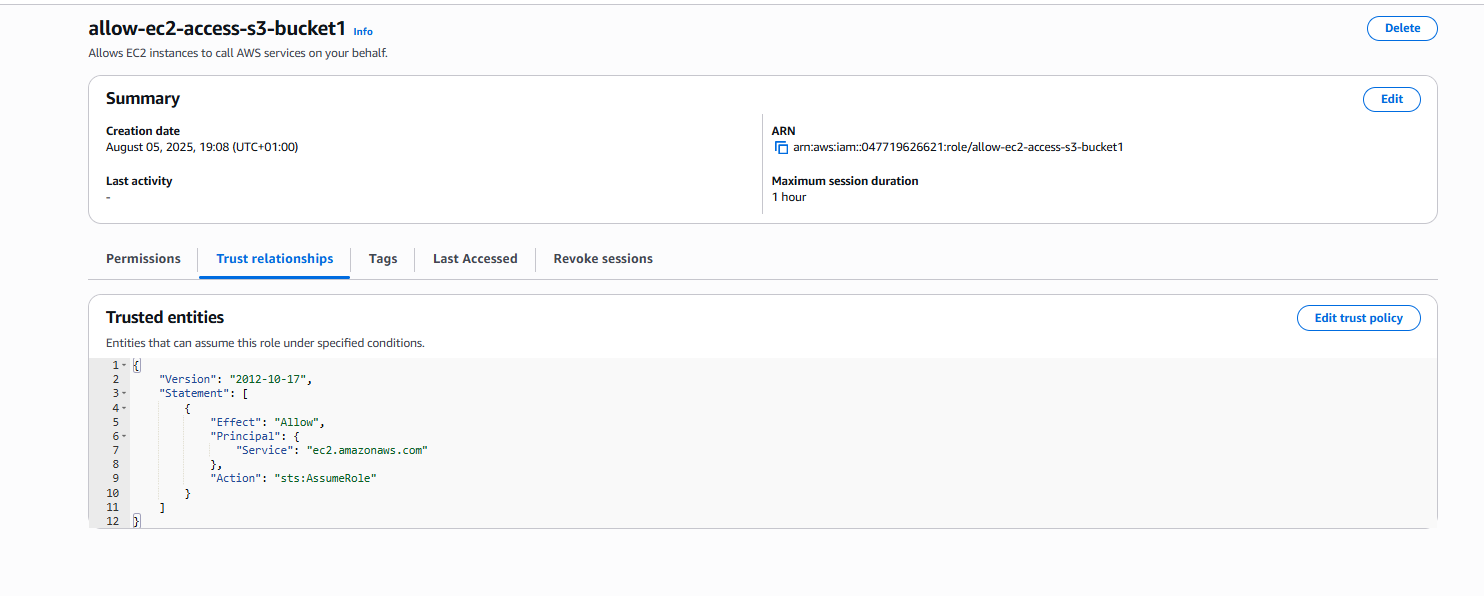 allow-ec2-access-s3-bucket1 Info
Delete
Allows EC2 instances to call AWS services on your behalf.
Summary
Edit
Creation date
August 05, 2025, 19:08 (UTC+01:00)
ARN
arn:aws:iam::047719626621:role/allow-ec2-access-s3-bucket1
Last activity
-
Maximum session duration
1 hour
Permissions
Trust relationships
Tags
Last Accessed
Revoke sessions
Trusted entities
Edit trust policy
Entities that can assume this role under specified conditions.
1 {
2     "Version": "2012-10-17",
3     "Statement": [
4         {
5             "Effect": "Allow",
6             "Principal": {
7                 "Service": "ec2.amazonaws.com"
8             },
9             "Action": "sts:AssumeRole"
10         }
11     ]
12 }